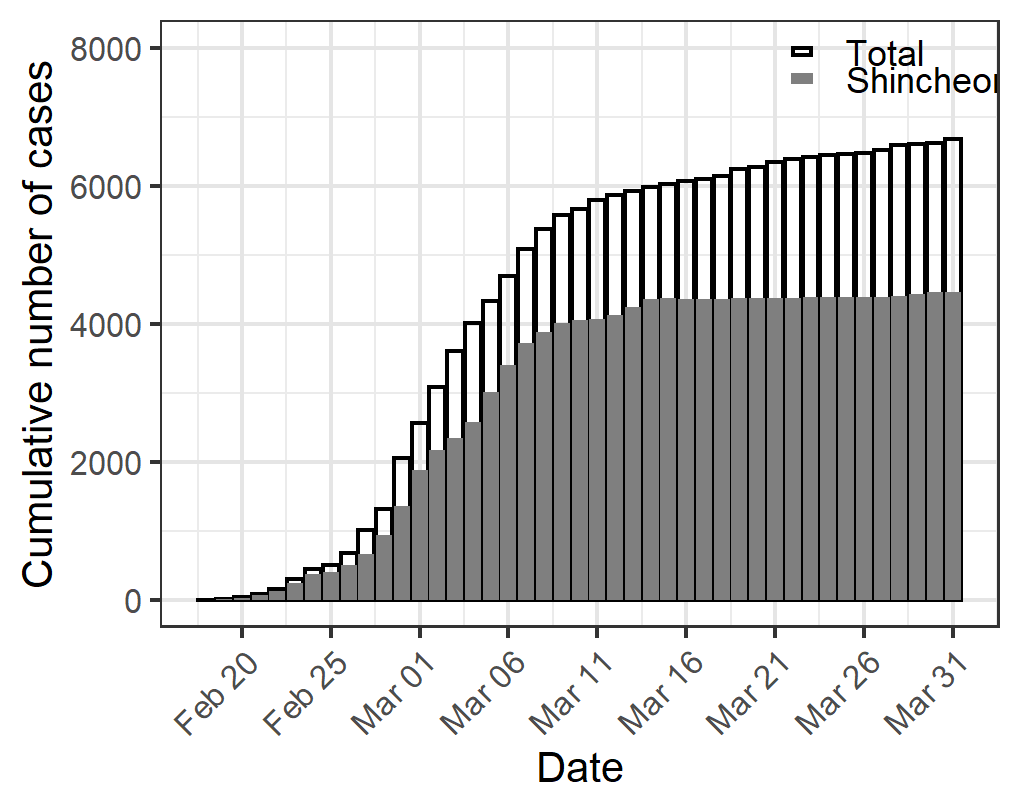 Total
Shincheon
8000
6000
4000
2000
0
Cumulative number of cases
Feb 20
Feb 25
Mar 01
Mar 06
Mar 11
Mar 16
Mar 21
Mar 26
Mar 31
Date